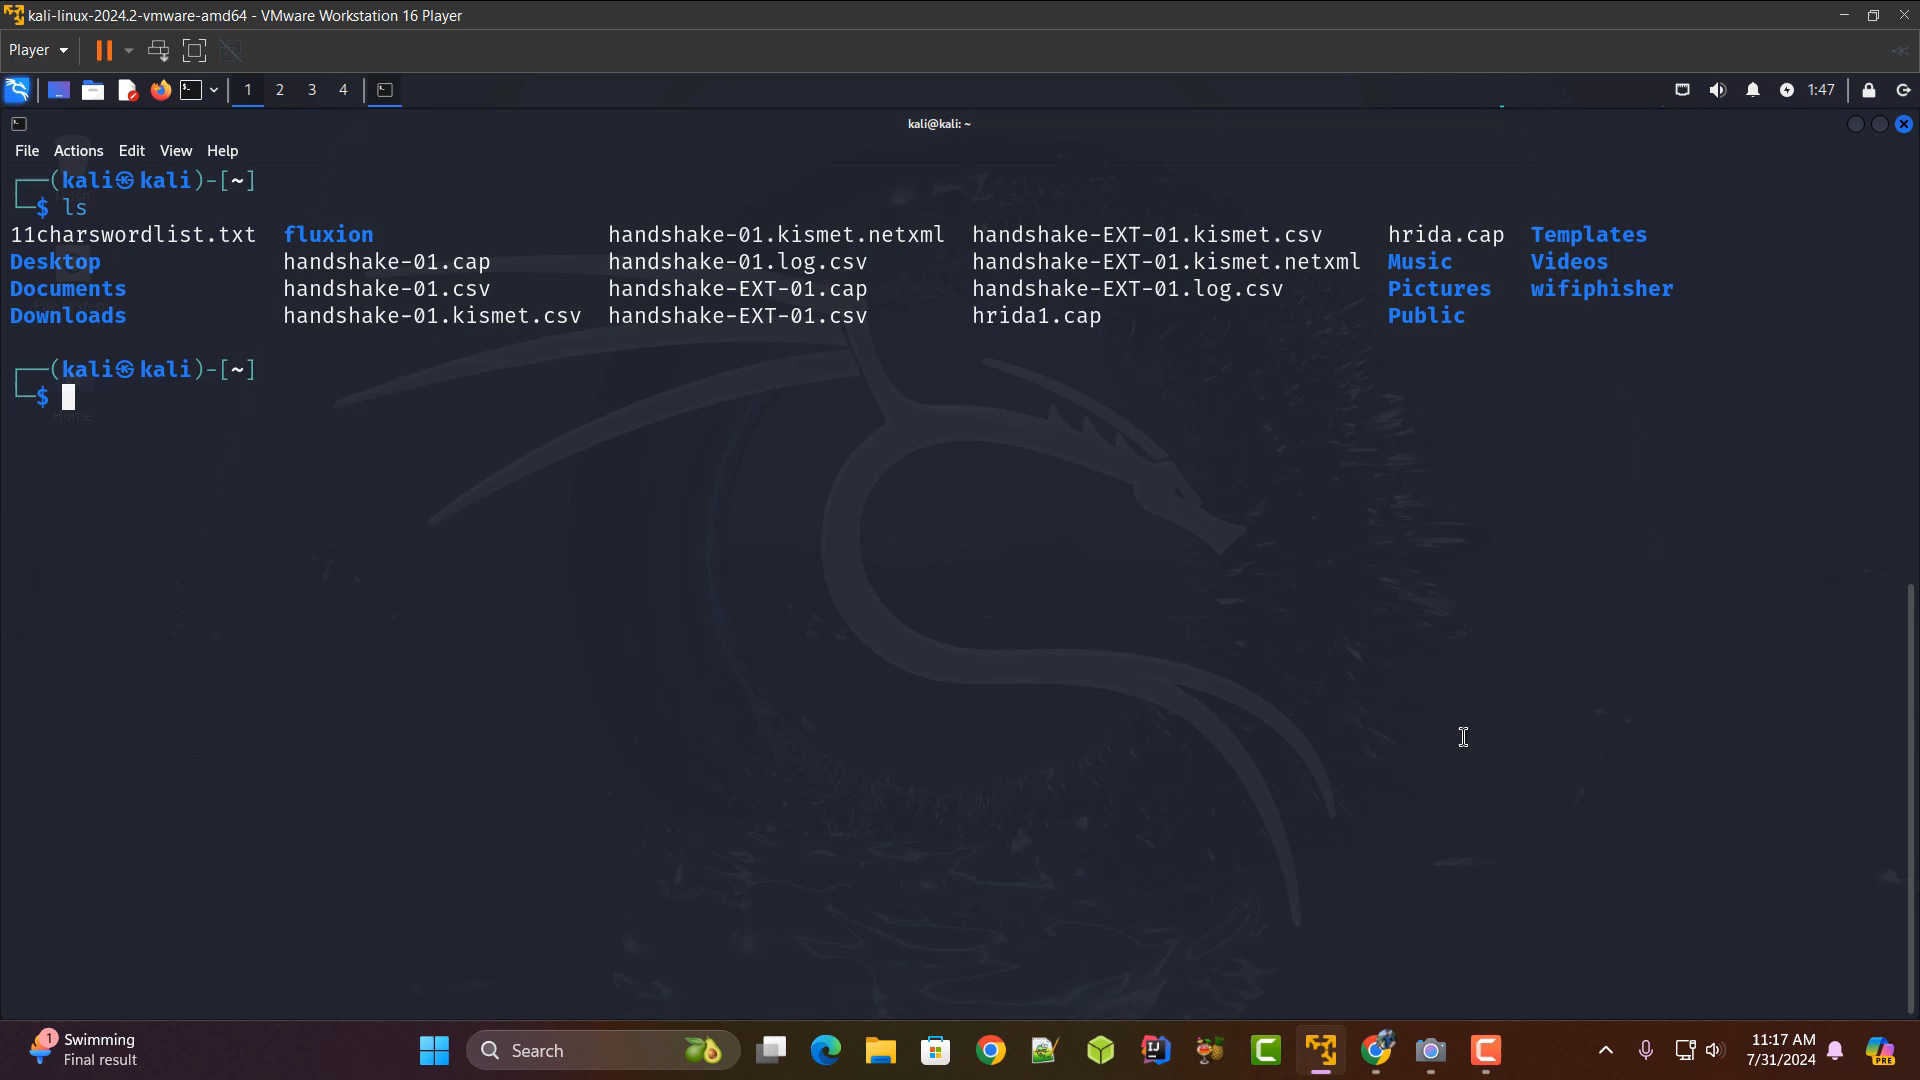 kali-linux-2024.2-vmware-amd64 - VMware Workstation 16 Player
Player
1 2 3 4 1:47
kali@kali: ~
File Actions Edit View Help
┌──(kali㉿kali)-[~]
└─$ ls
11charswordlist.txt fluxion handshake-01.kismet.netxml handshake-EXT-01.kismet.csv hrida.cap Templates
Desktop handshake-01.cap handshake-01.log.csv handshake-EXT-01.kismet.netxml Music Videos
Documents handshake-01.csv handshake-EXT-01.cap handshake-EXT-01.log.csv Pictures wifiphisher
Downloads handshake-01.kismet.csv handshake-EXT-01.csv hrida1.cap Public
┌──(kali㉿kali)-[~]
└─$
Home
1 Swimming
Final result
Search
11:17 AM
7/31/2024
PRE